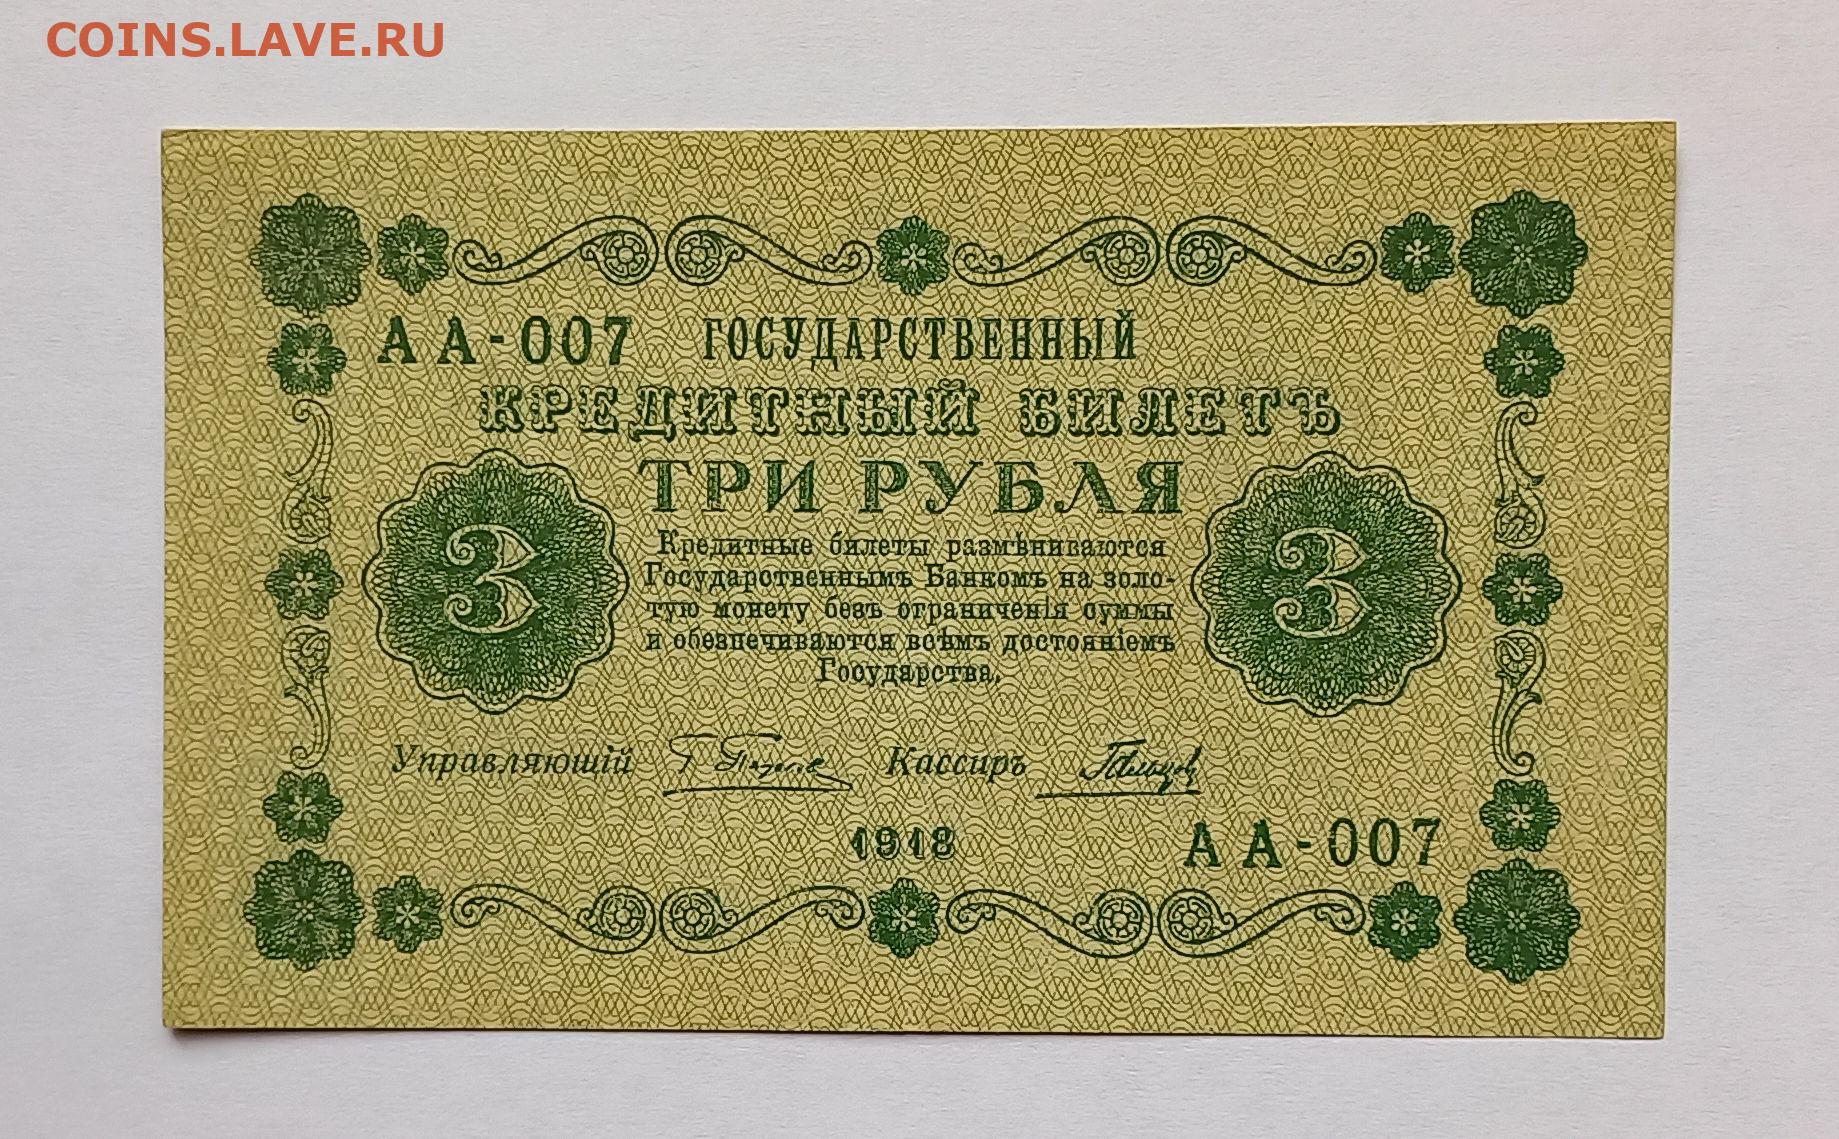 COINS.LAVE.RU
АА-007 ГОСУДАРСТВЕННЫЙ
КРЕДИТНЫЙ БИЛЕТЪ
ТРИ РУБЛЯ
3 3
Кредитные билеты размѣниваются
Государственнымъ Банкомъ на золо-
тую монету безъ ограниченія суммы
и обезпечиваются всѣмъ достояніемъ
Государства.
Управляющій Кассиръ
1918
АА-007